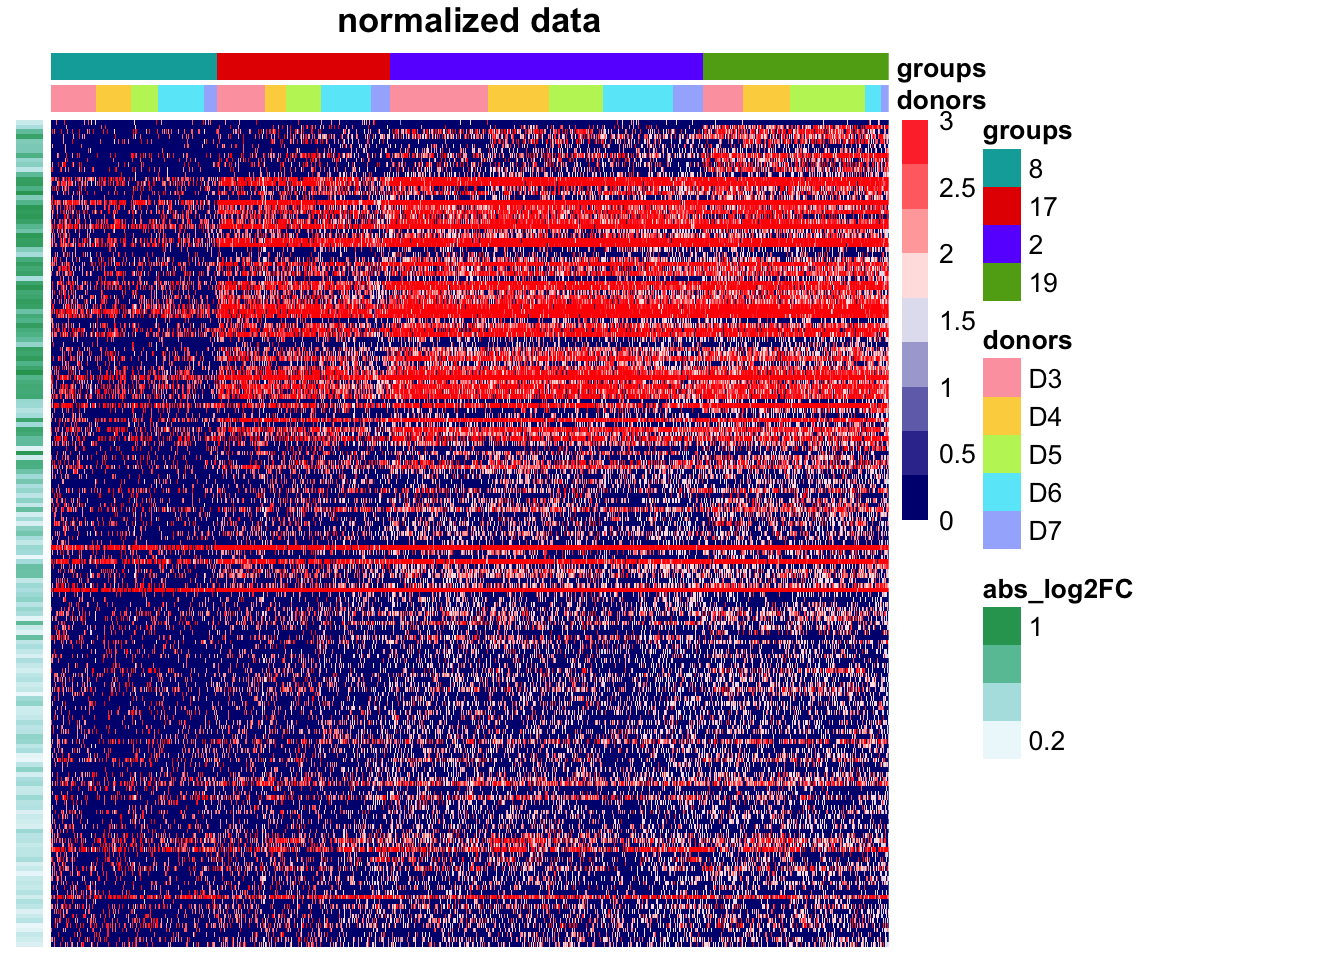 normalized data
groups
donors
3
2.5
2
1.5
1
0.5
0
groups
8
17
2
19
donors
D3
D4
D5
D6
D7
abs_log2FC
1
0.2